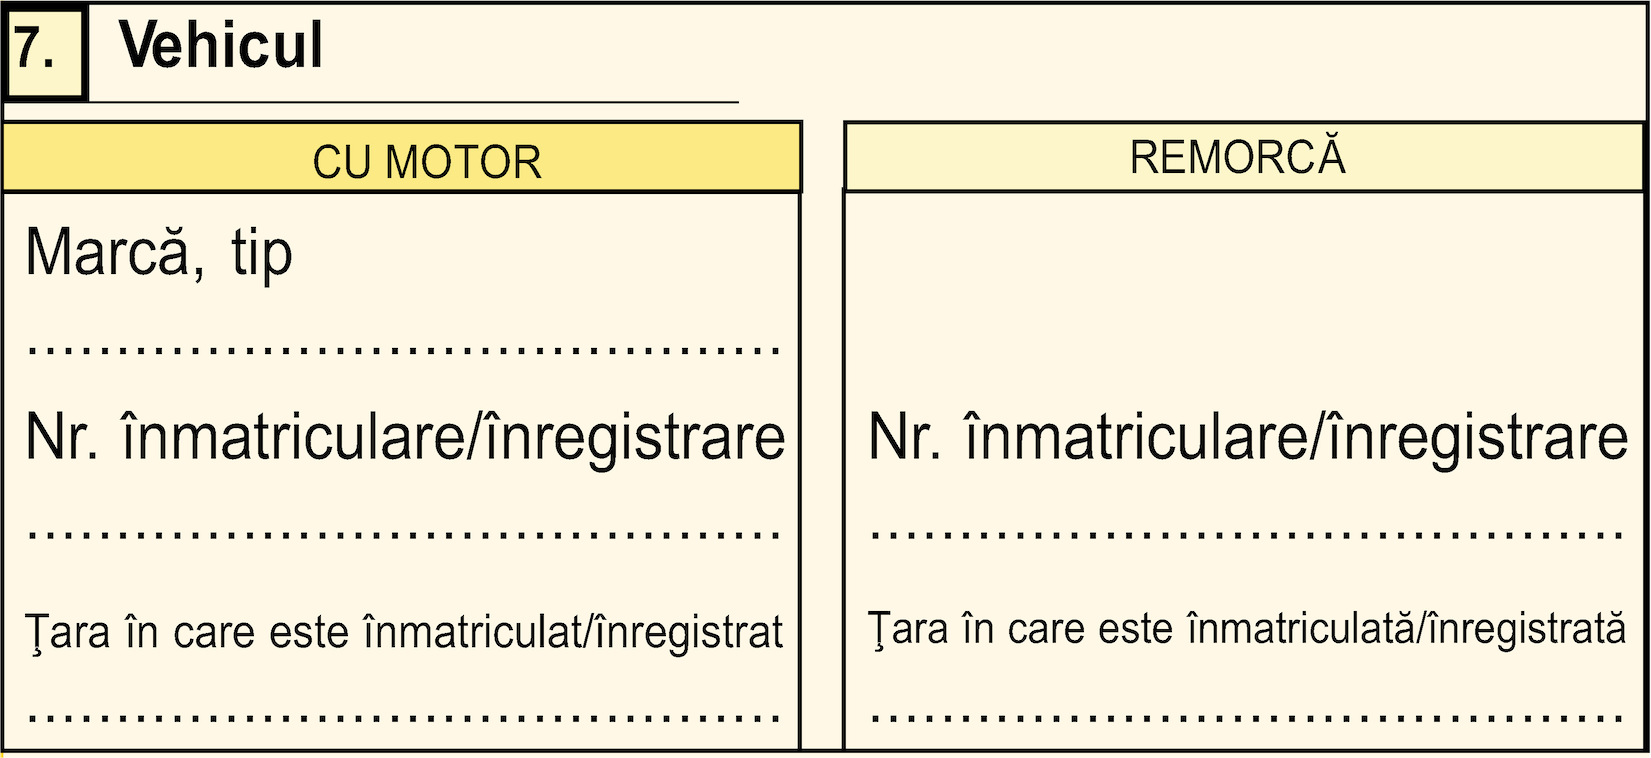 7. Vehicul
CU MOTOR
Marcă, tip
..........................................
Nr. înmatriculare/înregistrare
..........................................
Ţara în care este înmatriculat/înregistrat
..........................................
REMORCĂ
Nr. înmatriculare/înregistrare
..........................................
Ţara în care este înmatriculată/înregistrată
..........................................